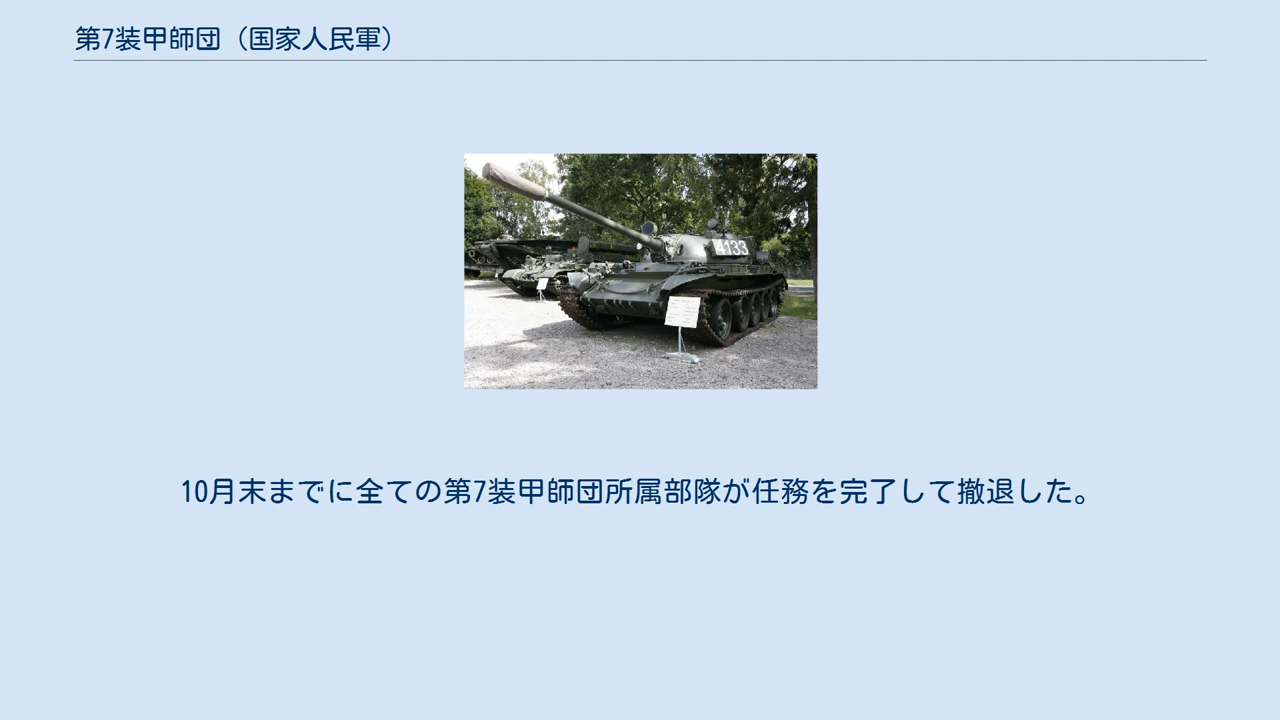 第7装甲師団（国家人民軍）
4133
10月末までに全ての第7装甲師団所属部隊が任務を完了して撤退した。